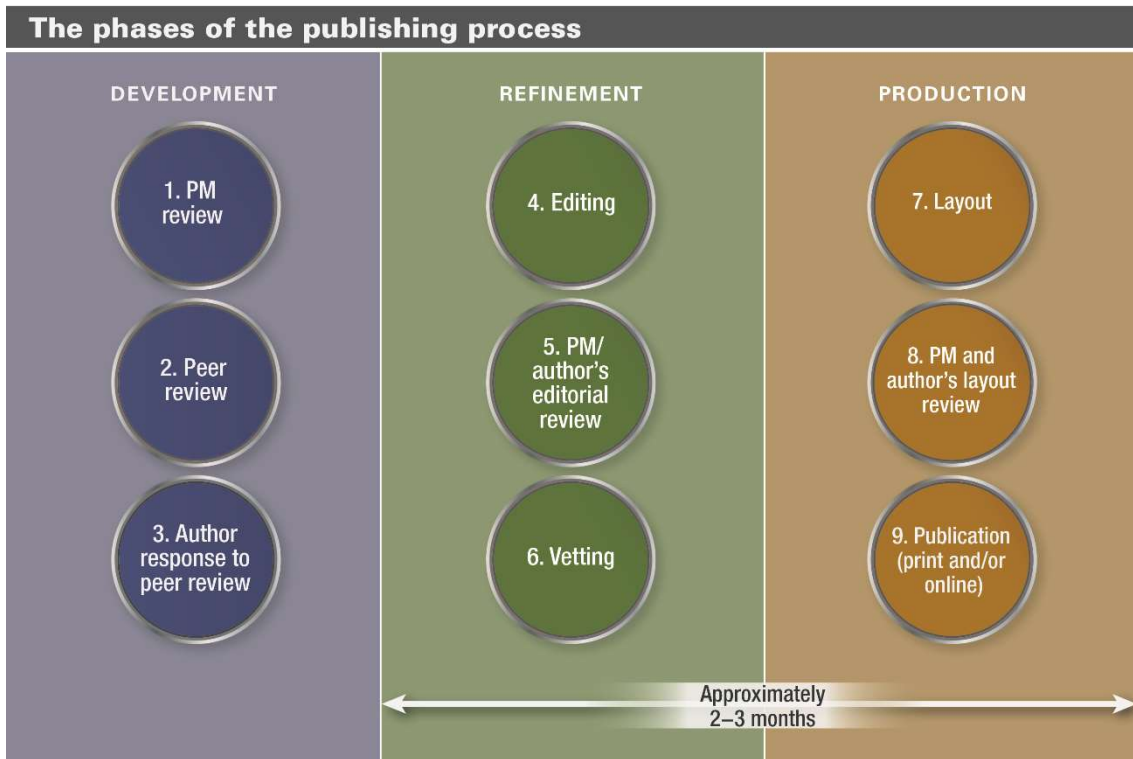 The phases of the publishing process
DEVELOPMENT
1. PM
review
2. Peer
review
3. Author
response to
peer review
REFINEMENT
4. Editing
5. PM/
author's
editorial
review
6. Vetting
PRODUCTION
7. Layout
8. PM and
author's layout
review
9. Publication
(print and/or
online)
Approximately
2–3 months